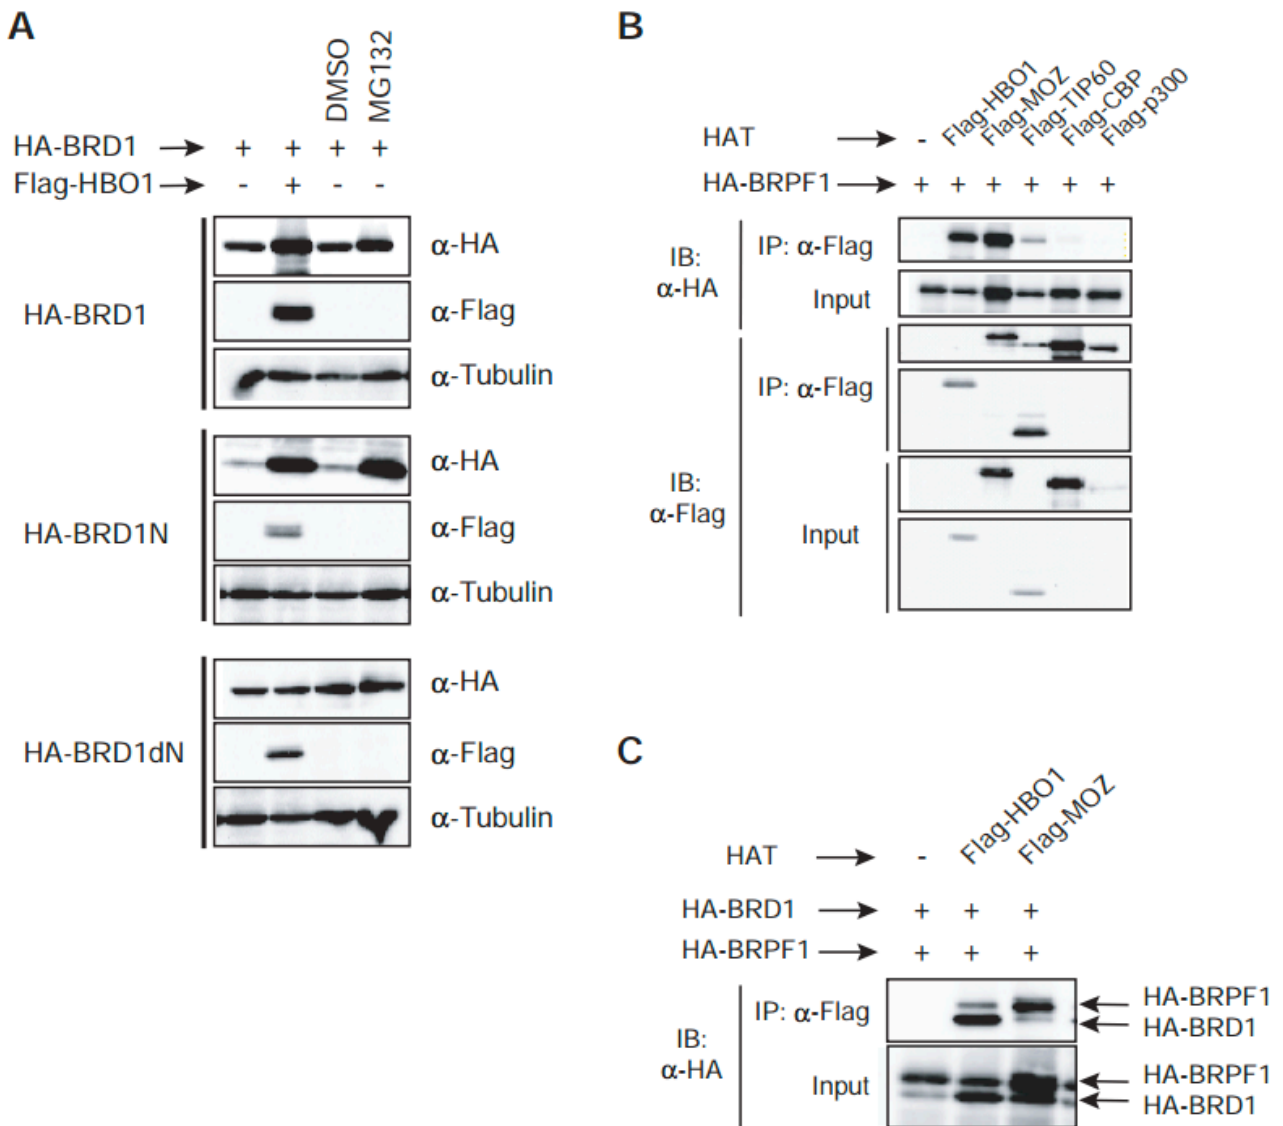 A
DMSO
MG132
HA-BRD1 + + + +
Flag-HBO1 - + - -
HA-BRD1
α-HA
α-Flag
α-Tubulin
HA-BRD1N
α-HA
α-Flag
α-Tubulin
HA-BRD1dN
α-HA
α-Flag
α-Tubulin
B
HAT - Flag-HBO1 Flag-MOZ Flag-TIP60 Flag-CBP Flag-p300
HA-BRPF1 + + + + + +
IB:
α-HA
IP: α-Flag
Input
IB:
α-Flag
IP: α-Flag
Input
C
HAT - Flag-HBO1 Flag-MOZ
HA-BRD1 + + +
HA-BRPF1 + + +
IB:
α-HA
IP: α-Flag
HA-BRPF1
HA-BRD1
Input
HA-BRPF1
HA-BRD1